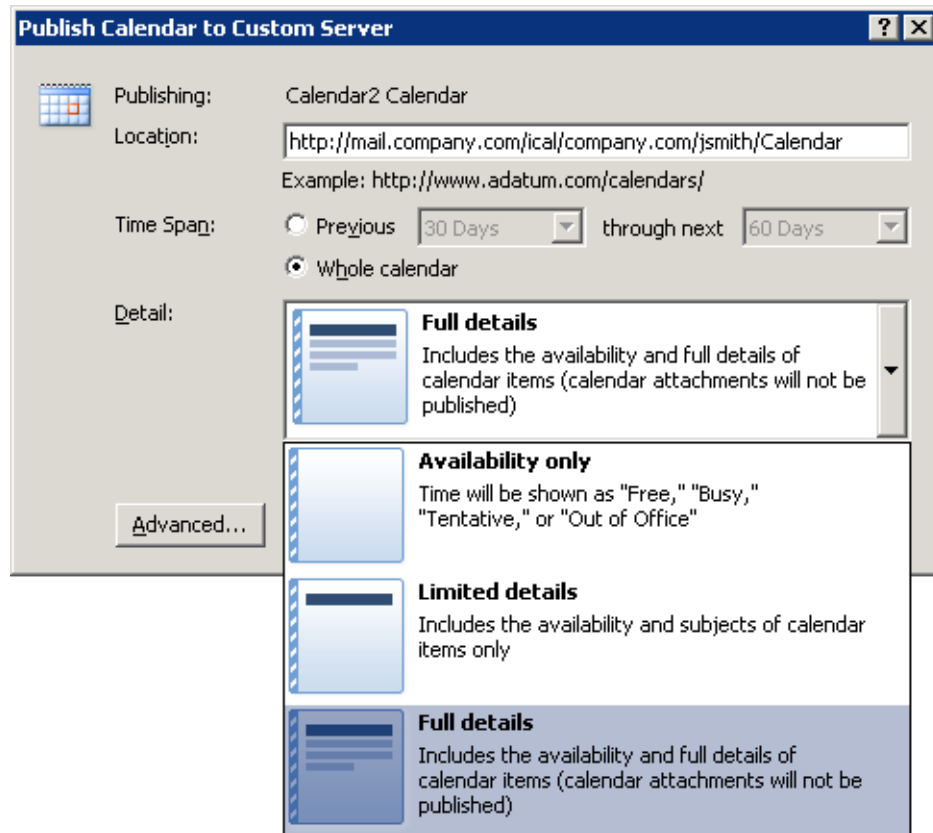 Publish Calendar to Custom Server ? X
Publishing: Calendar2 Calendar
Location: http://mail.company.com/ical/company.com/jsmith/Calendar
Example: http://www.adatum.com/calendars/
Time Span: Previous 30 Days through next 60 Days
Whole calendar
Detail: Full details
Includes the availability and full details of
calendar items (calendar attachments will not be
published)
Availability only
Time will be shown as "Free," "Busy,"
"Tentative," or "Out of Office"
Advanced...
Limited details
Includes the availability and subjects of calendar
items only
Full details
Includes the availability and full details of
calendar items (calendar attachments will not be
published)